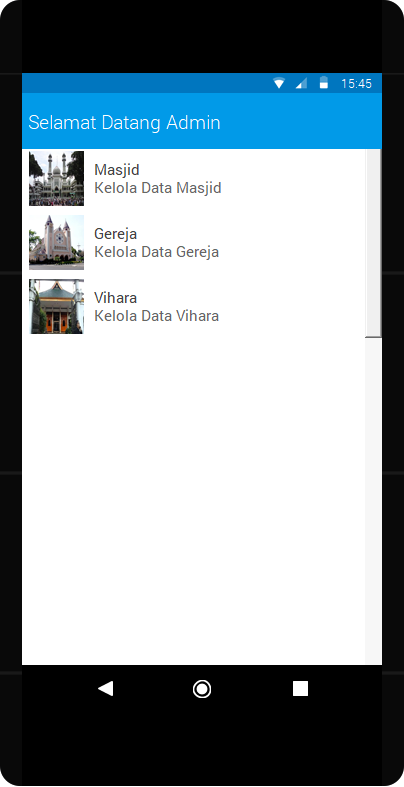 15:45
Selamat Datang Admin
Masjid
Kelola Data Masjid
Gereja
Kelola Data Gereja
Vihara
Kelola Data Vihara